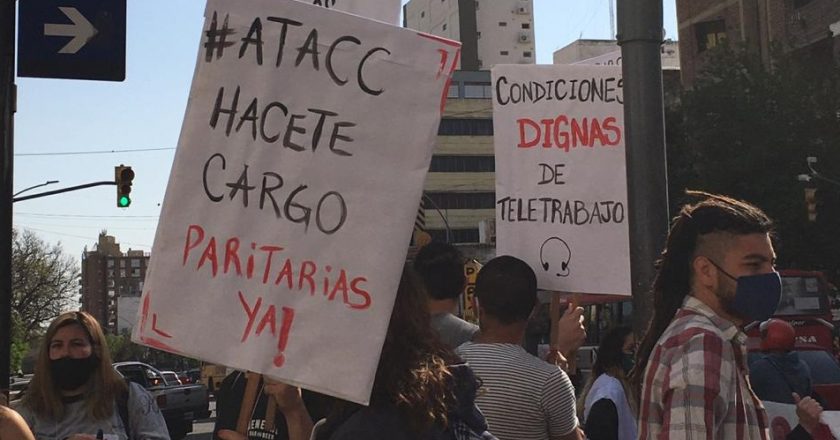 #ATACC
HACETE
CARGO
PARITARIAS
YA!
CONDICIONES
DIGNAS
DE
TELETRABAJO